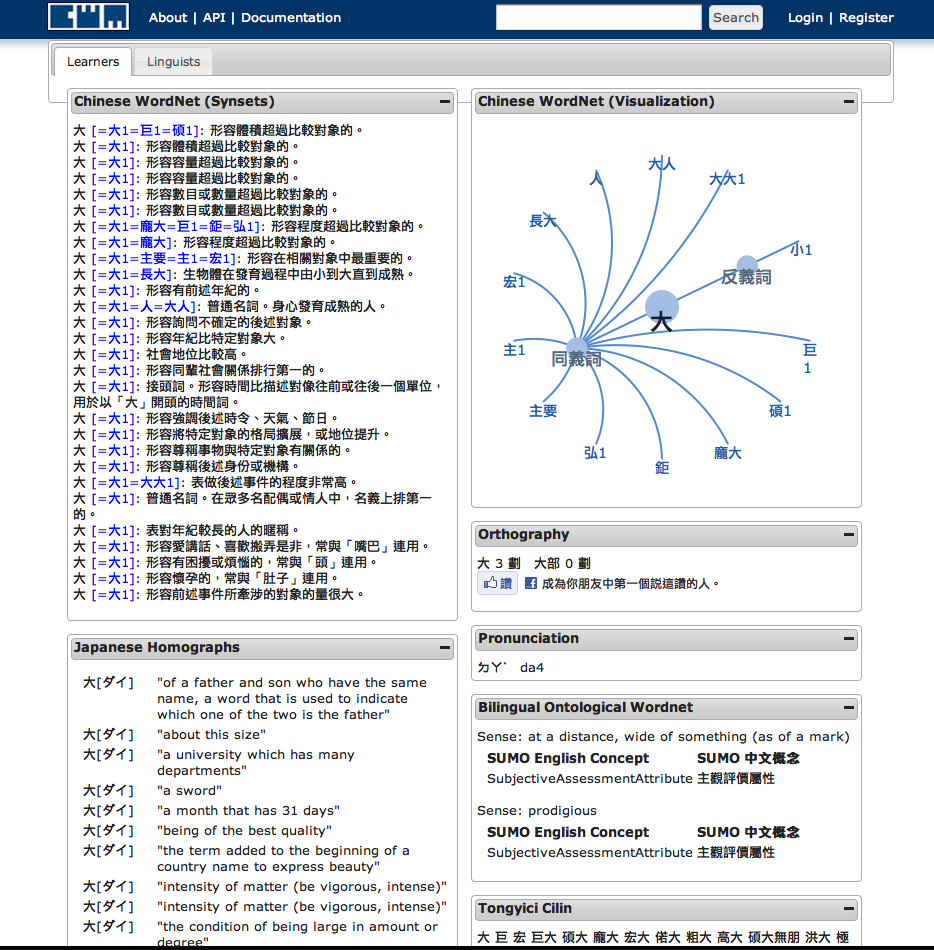 About | API | Documentation
Search
Login | Register
Learners
Linguists
Chinese WordNet (Synsets)
大 [=大1=巨1=碩1]: 形容體積超過比較對象的。
大 [=大1]: 形容體積超過比較對象的。
大 [=大1]: 形容容量超過比較對象的。
大 [=大1]: 形容容量超過比較對象的。
大 [=大1]: 形容數目或數量超過比較對象的。
大 [=大1]: 形容數目或數量超過比較對象的。
大 [=大1=龐大=巨1=鉅=弘1]: 形容程度超過比較對象的。
大 [=大1=龐大]: 形容程度超過比較對象的。
大 [=大1=主要=主1=宏1]: 形容在相關對象中最重要的。
大 [=大1=長大]: 生物體在發育過程中由小到大直到成熟。
大 [=大1]: 形容有前述年紀的。
大 [=大1=人=大人]: 普通名詞。身心發育成熟的人。
大 [=大1]: 形容詢問不確定的後述對象。
大 [=大1]: 形容年紀比特定對象大。
大 [=大1]: 社會地位比較高。
大 [=大1]: 形容同輩社會關係排行第一的。
大 [=大1]: 接頭詞。形容時間比描述對像往前或往後一個單位，
用於以「大」開頭的時間詞。
大 [=大1]: 形容強調後述時令、天氣、節日。
大 [=大1]: 形容將特定對象的格局擴展，或地位提升。
大 [=大1]: 形容尊稱事物與特定對象有關係的。
大 [=大1]: 形容尊稱後述身份或機構。
大 [=大1=大大1]: 表做後述事件的程度非常高。
大 [=大1]: 普通名詞。在眾多名配偶或情人中，名義上排第一
的。
大 [=大1]: 表對年紀較長的人的暱稱。
大 [=大1]: 形容愛講話、喜歡搬弄是非，常與「嘴巴」連用。
大 [=大1]: 形容有困擾或煩惱的，常與「頭」連用。
大 [=大1]: 形容懷孕的，常與「肚子」連用。
大 [=大1]: 形容前述事件所牽涉的對象的量很大。
Japanese Homographs
大[ダイ] "of a father and son who have the same
name, a word that is used to indicate
which one of the two is the father"
大[ダイ] "about this size"
大[ダイ] "a university which has many
departments"
大[ダイ] "a sword"
大[ダイ] "a month that has 31 days"
大[ダイ] "being of the best quality"
大[ダイ] "the term added to the beginning of a
country name to express beauty"
大[ダイ] "intensity of matter (be vigorous, intense)"
大[ダイ] "intensity of matter (be vigorous, intense)"
大[ダイ] "the condition of being large in amount or
degree"
Chinese WordNet (Visualization)
人
大人
大大1
長大
小1
反義詞
宏1
大
主1
同義詞
巨
1
主要
碩1
弘1
龐大
鉅
Orthography
大 3 劃 大部 0 劃
讚 成為你朋友中第一個說這讚的人。
Pronunciation
ㄉㄚˋ da4
Bilingual Ontological Wordnet
Sense: at a distance, wide of something (as of a mark)
SUMO English Concept SUMO 中文概念
SubjectiveAssessmentAttribute 主觀評價屬性
Sense: prodigious
SUMO English Concept SUMO 中文概念
SubjectiveAssessmentAttribute 主觀評價屬性
Tongyici Cilin
大 巨 宏 巨大 碩大 龐大 宏大 偌大 粗大 高大 碩大無朋 洪大 極